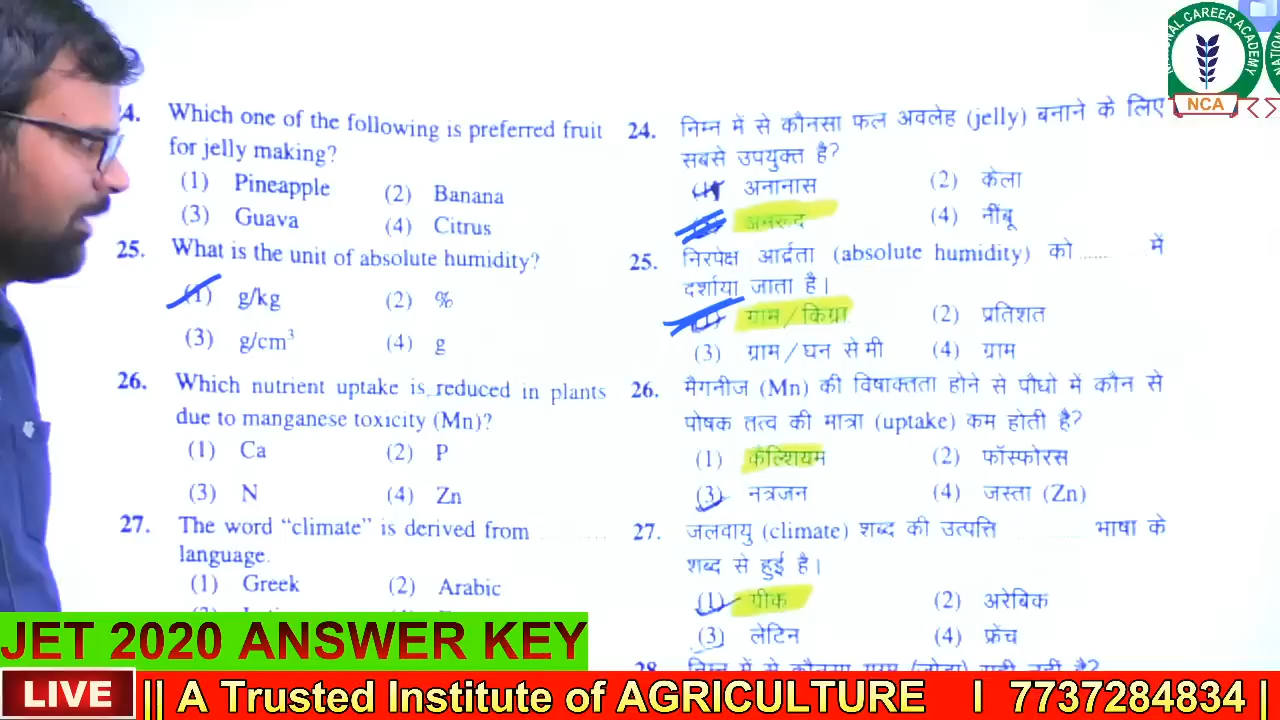 NATIONAL CAREER ACADEMY
NCA
24. Which one of the following is preferred fruit
for jelly making?
(1) Pineapple (2) Banana
(3) Guava (4) Citrus
25. What is the unit of absolute humidity?
(1) g/kg (2) %
(3) g/cm³ (4) g
26. Which nutrient uptake is reduced in plants
due to manganese toxicity (Mn)?
(1) Ca (2) P
(3) N (4) Zn
27. The word “climate” is derived from ..........
language.
(1) Greek (2) Arabic
24. निम्न में से कौनसा फल अवलेह (jelly) बनाने के लिए
सबसे उपयुक्त है?
(1) अनानास (2) केला
अमरूद (4) नींबू
25. निरपेक्ष आर्द्रता (absolute humidity) को ...... में
दर्शाया जाता है।
(1) ग्राम/किग्रा (2) प्रतिशत
(3) ग्राम/घन से मी (4) ग्राम
26. मैगनीज (Mn) की विषाक्तता होने से पौधो में कौन से
पोषक तत्व की मात्रा (uptake) कम होती है?
(1) कैल्शियम (2) फॉस्फोरस
(3) नत्रजन (4) जस्ता (Zn)
27. जलवायु (climate) शब्द की उत्पत्ति .......... भाषा के
शब्द से हुई है।
(1) ग्रीक (2) अरेबिक
(3) लेटिन (4) फ्रेंच
JET 2020 ANSWER KEY
LIVE || A Trusted Institute of AGRICULTURE I 7737284834 |